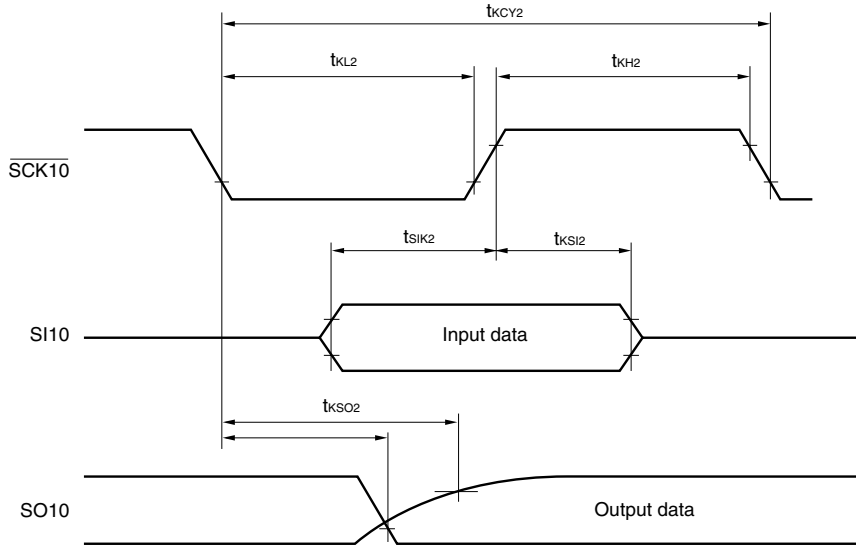 tKCY2
tKL2
tKH2
SCK10
tSIK2
tKSI2
SI10
Input data
tKSO2
SO10
Output data